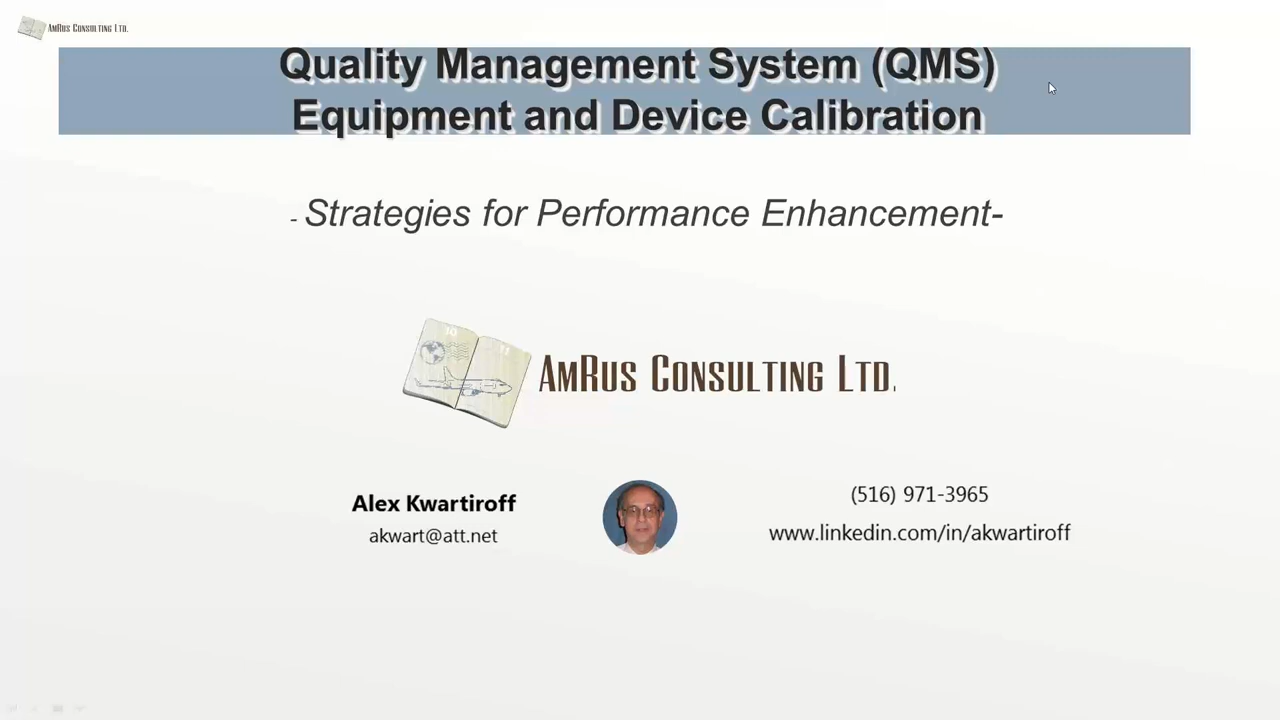 AMRUS CONSULTING LTD.
Quality Management System (QMS)
Equipment and Device Calibration
- Strategies for Performance Enhancement-
AMRUS CONSULTING LTD.
Alex Kwartiroff
akwart@att.net
(516) 971-3965
www.linkedin.com/in/akwartiroff